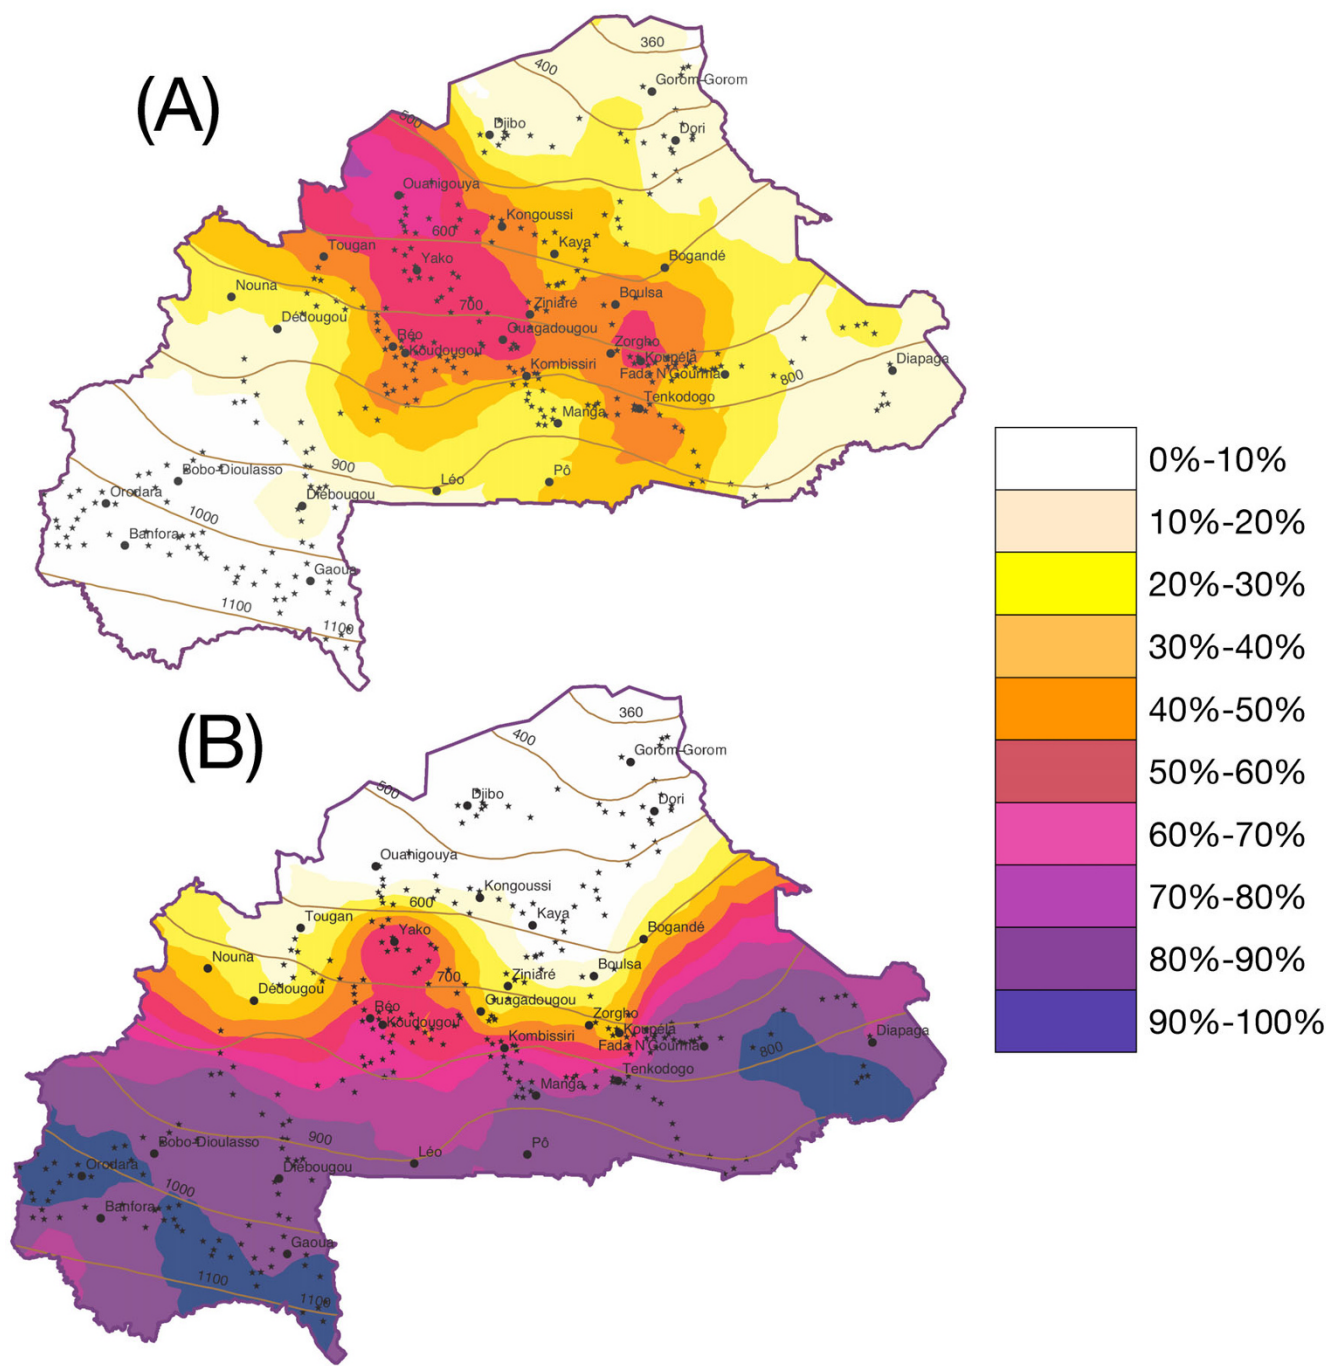 (A)
360
400
Gorom-Gorom
500
Djibo
Dori
Ouahigouya
Kongoussi
600
Tougan
Kaya
Yako
Bogandé
Nouna
700
Ziniaré
Boulsa
Dédougou
Ouagadougou
Réo
Koudougou
Zorgho
Koupéla
Kombissiri
Fada N'Gourma
800
Diapaga
Tenkodogo
Manga
900
Bobo-Dioulasso
Léo
Pô
Orodara
Diébougou
1000
Banfora
Gaoua
1100
1100
0%-10%
10%-20%
20%-30%
30%-40%
40%-50%
50%-60%
60%-70%
70%-80%
80%-90%
90%-100%
(B)
360
400
Gorom-Gorom
500
Djibo
Dori
Ouahigouya
Kongoussi
600
Tougan
Kaya
Yako
Bogandé
Nouna
700
Ziniaré
Boulsa
Dédougou
Ouagadougou
Réo
Koudougou
Zorgho
Koupéla
Kombissiri
Fada N'Gourma
800
Diapaga
Tenkodogo
Manga
900
Bobo-Dioulasso
Léo
Pô
Orodara
Diébougou
1000
Banfora
Gaoua
1100
1100